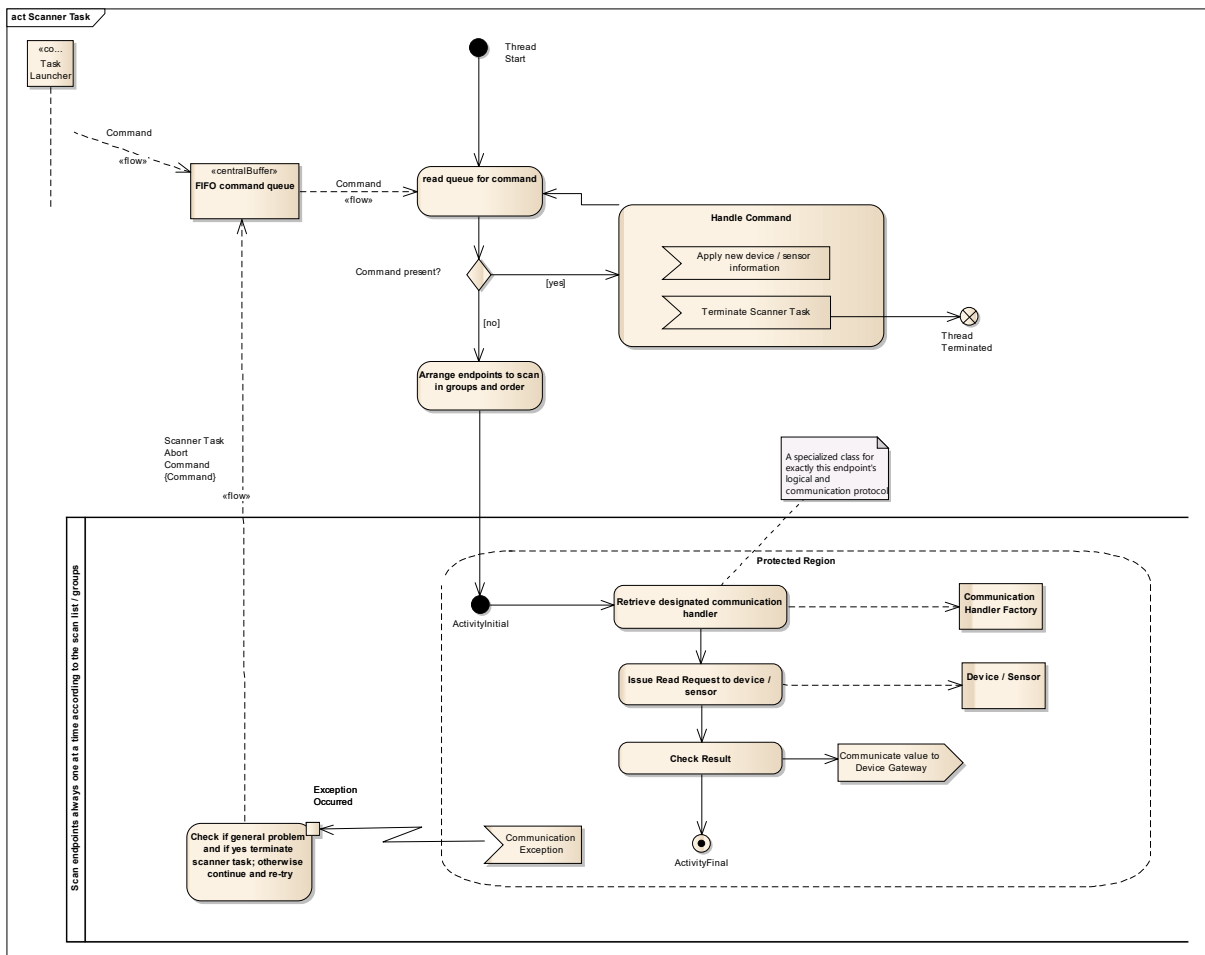 act Scanner Task
«co...
Task
Launcher
Thread
Start
Command
«flow»
«centralBuffer»
FIFO command queue
Command
«flow»
read queue for command
Handle Command
Apply new device / sensor
information
Terminate Scanner Task
Command present?
[yes]
[no]
Thread
Terminated
Arrange endpoints to scan
in groups and order
Scanner Task
Abort
Command
{Command}
«flow»
A specialized class for
exactly this endpoint's
logical and
communication protocol
Scan endpoints always one at a time according to the scan list / groups
Protected Region
ActivityInitial
Retrieve designated communication
handler
Communication
Handler Factory
Issue Read Request to device /
sensor
Device / Sensor
Check Result
Communicate value to
Device Gateway
Exception
Occurred
Check if general problem
and if yes terminate
scanner task; otherwise
continue and re-try
Communication
Exception
ActivityFinal